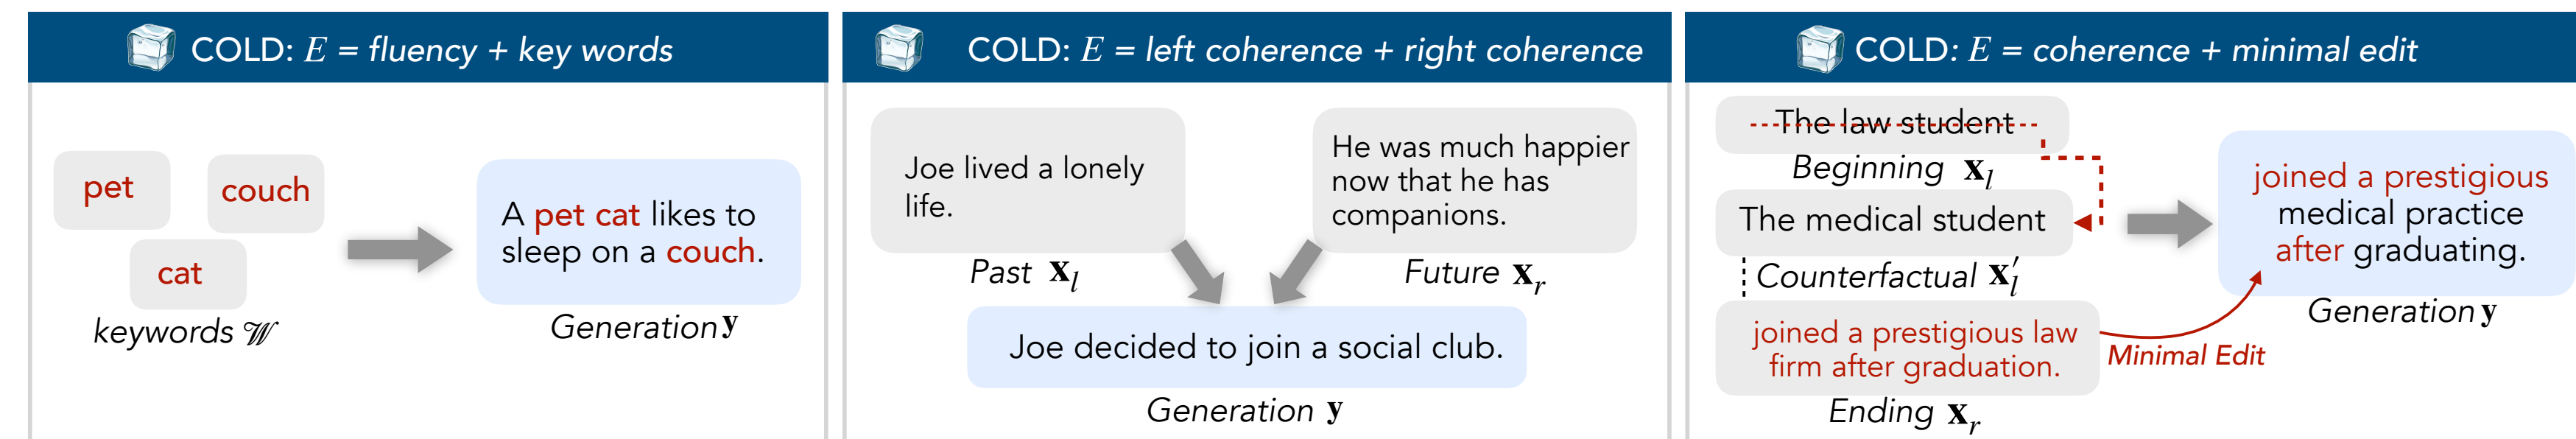 COLD: E = fluency + key words
pet
couch
cat
keywords 𝒲
A pet cat likes to
sleep on a couch.
Generation y
COLD: E = left coherence + right coherence
Joe lived a lonely
life.
Past x_l
He was much happier
now that he has
companions.
Future x_r
Joe decided to join a social club.
Generation y
COLD: E = coherence + minimal edit
The law student
Beginning x_l
The medical student
Counterfactual x'_l
joined a prestigious law
firm after graduation.
Ending x_r
Minimal Edit
joined a prestigious
medical practice
after graduating.
Generation y